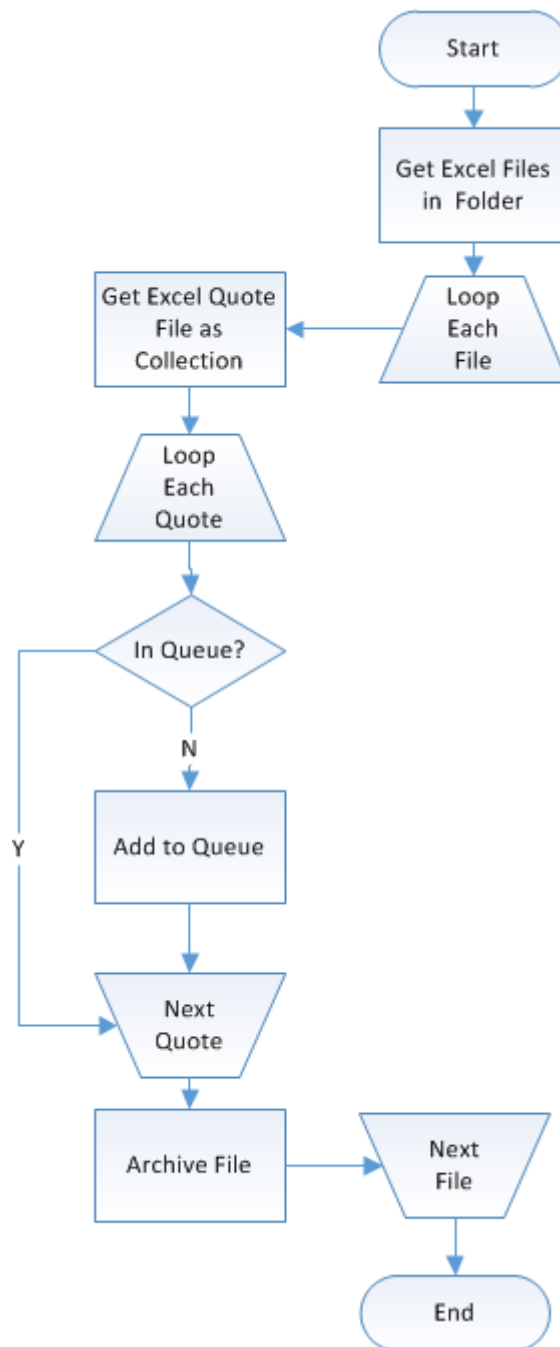 Start
Get Excel Files
in Folder
Loop
Each
File
Get Excel Quote
File as
Collection
Loop
Each
Quote
In Queue?
N
Add to Queue
Y
Next
Quote
Archive File
Next
File
End